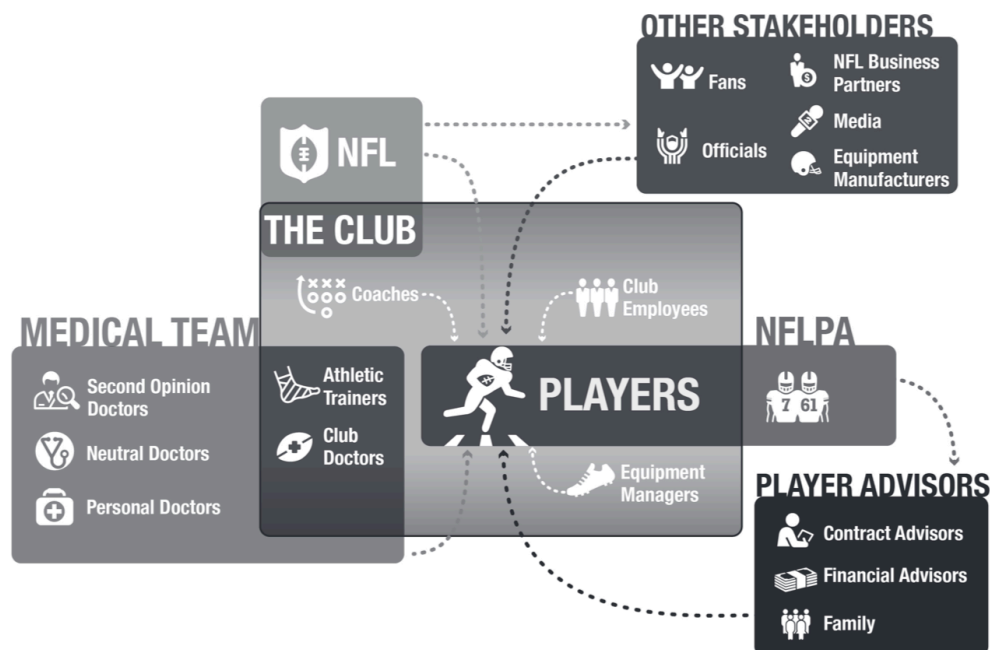 OTHER STAKEHOLDERS
Fans
NFL Business
Partners
Media
Officials
Equipment
Manufacturers
NFL
THE CLUB
Coaches
Club
Employees
MEDICAL TEAM
Second Opinion
Doctors
Neutral Doctors
Personal Doctors
Athletic
Trainers
Club
Doctors
PLAYERS
NFLPA
7 61
Equipment
Managers
PLAYER ADVISORS
Contract Advisors
Financial Advisors
Family